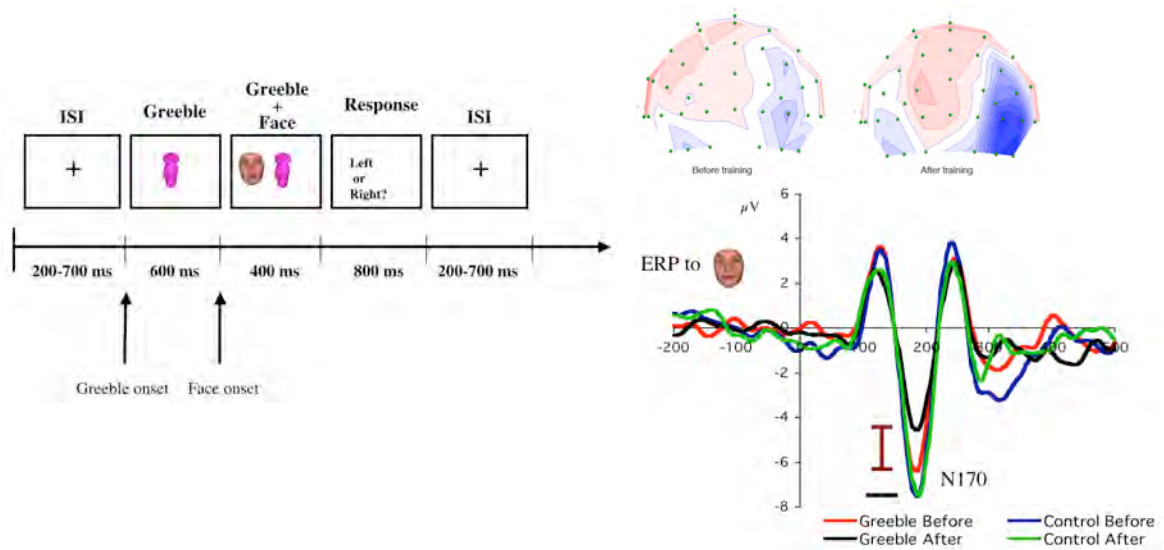 ISI
Greeble
Greeble
+
Face
Response
ISI
+
Left
or
Right?
+
200-700 ms
600 ms
400 ms
800 ms
200-700 ms
Greeble onset
Face onset
Before training
After training
µV
ERP to
6
4
2
0
-2
-4
-6
-8
-200
-100
200
N170
Greeble Before
Control Before
Greeble After
Control After